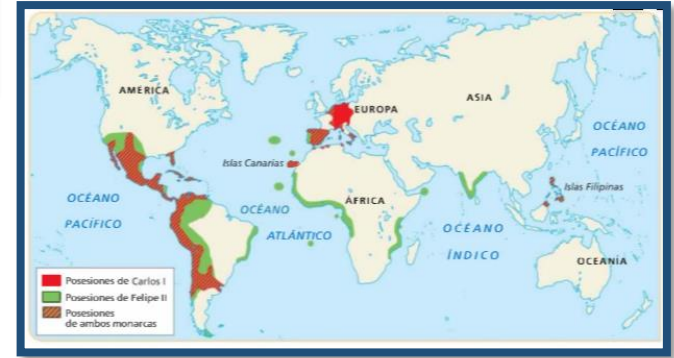 AMÉRICA
EUROPA
ASIA
OCÉANO
PACÍFICO
Islas Canarias
Islas Filipinas
OCÉANO
PACÍFICO
OCÉANO
ATLÁNTICO
ÁFRICA
OCÉANO
ÍNDICO
OCEANÍA
Posesiones de Carlos I
Posesiones de Felipe II
Posesiones
de ambos monarcas